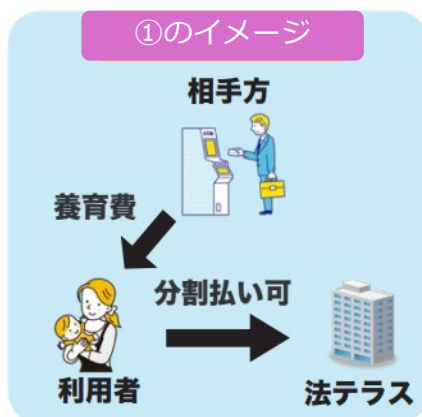 ①のイメージ
相手方
ATM
養育費
分割払い可
利用者
法テラス